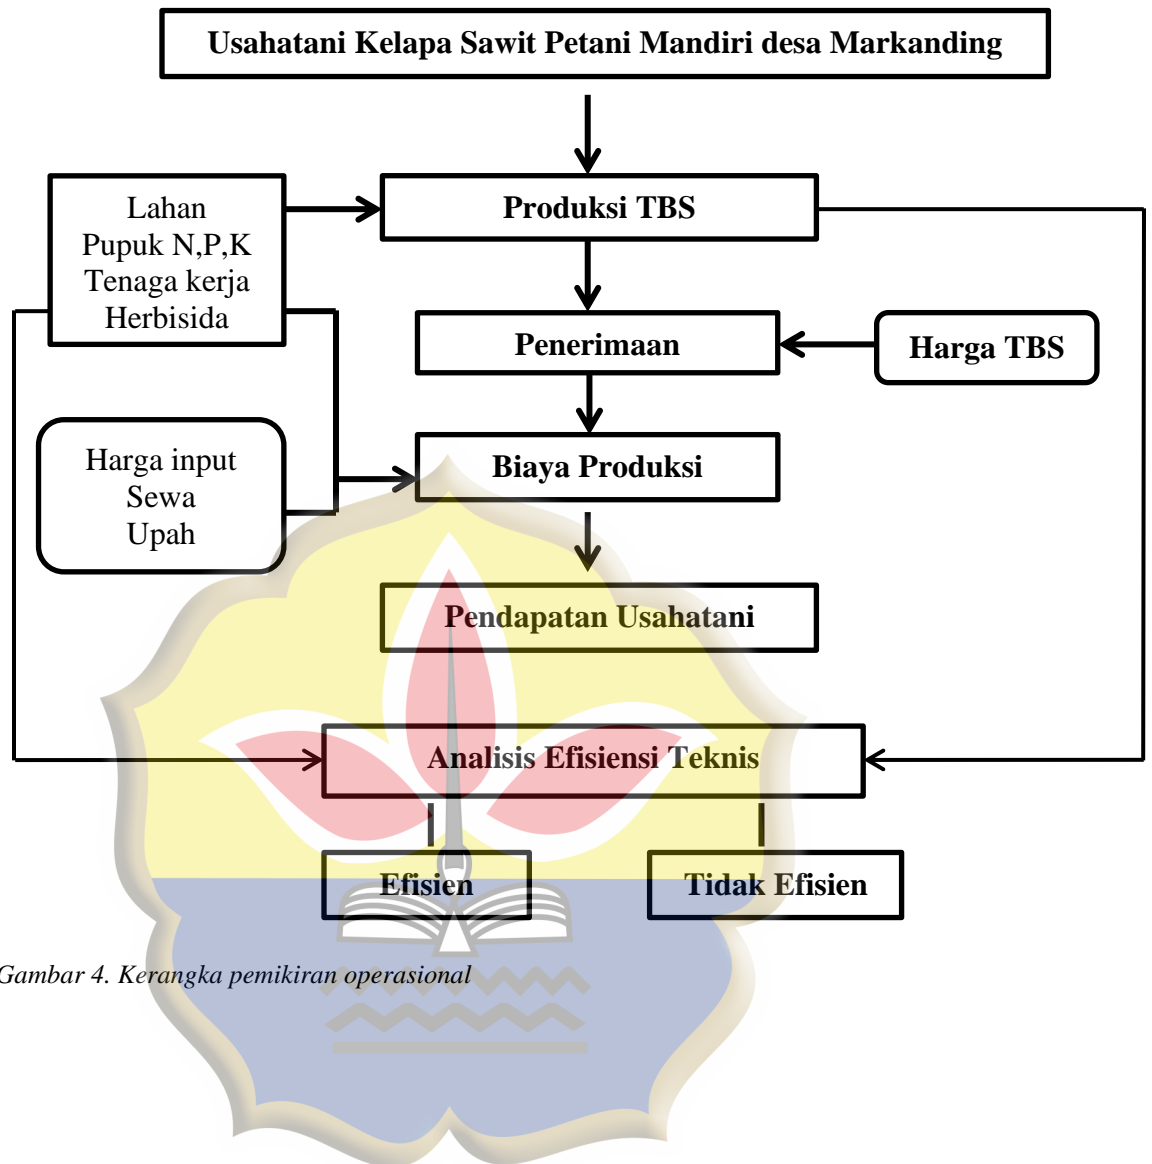 Usahatani Kelapa Sawit Petani Mandiri desa Markanding
Lahan
Pupuk N,P,K
Tenaga kerja
Herbisida
Produksi TBS
Penerimaan
Harga TBS
Harga input
Sewa
Upah
Biaya Produksi
Pendapatan Usahatani
Analisis Efisiensi Teknis
Efisien
Tidak Efisien
Gambar 4. Kerangka pemikiran operasional